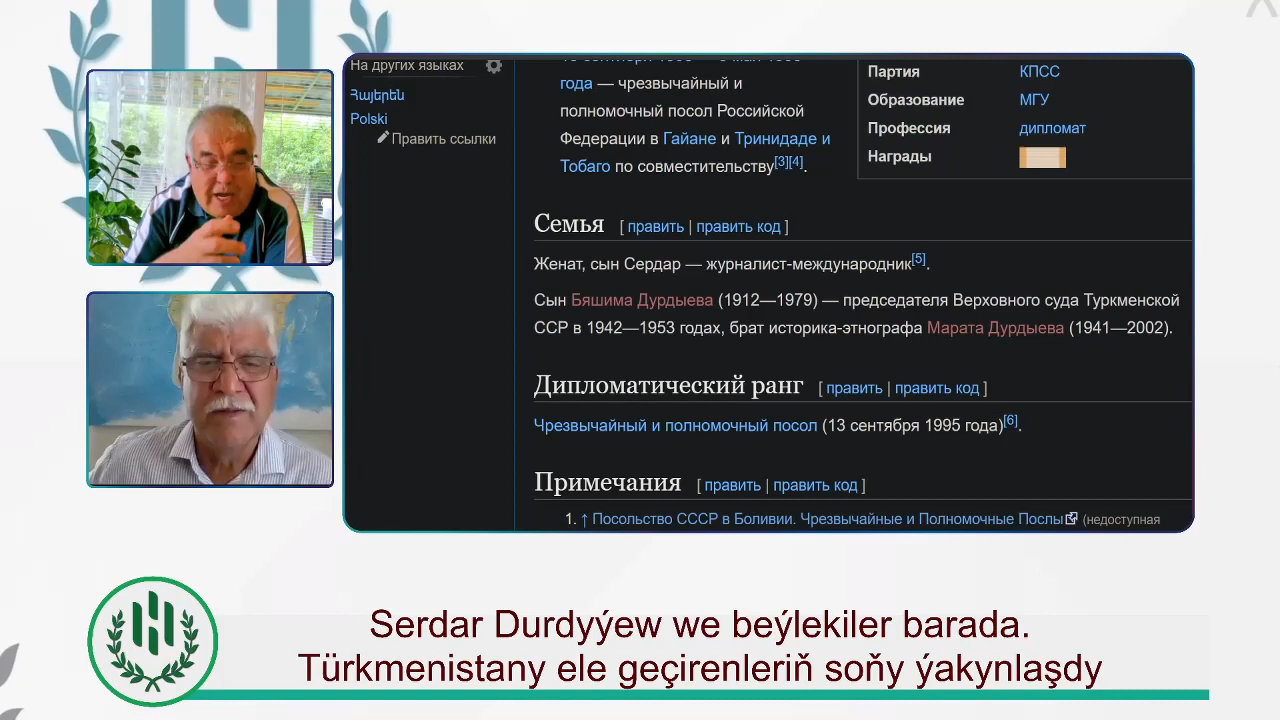 На других языках
Հայերեն
Polski
Править ссылки
года — чрезвычайный и
полномочный посол Российской
Федерации в Гайане и Тринидаде и
Тобаго по совместительству[3][4].
Партия КПСС
Образование МГУ
Профессия дипломат
Награды
Семья [ править | править код ]
Женат, сын Сердар — журналист-международник[5].
Сын Бяшима Дурдыева (1912—1979) — председателя Верховного суда Туркменской
ССР в 1942—1953 годах, брат историка-этнографа Марата Дурдыева (1941—2002).
Дипломатический ранг [ править | править код ]
Чрезвычайный и полномочный посол (13 сентября 1995 года)[6].
Примечания [ править | править код ]
1. ↑ Посольство СССР в Боливии. Чрезвычайные и Полномочные Послы (недоступная
Serdar Durdyýew we beýlekiler barada.
Türkmenistany ele geçirenleriň soňy ýakynlaşdy